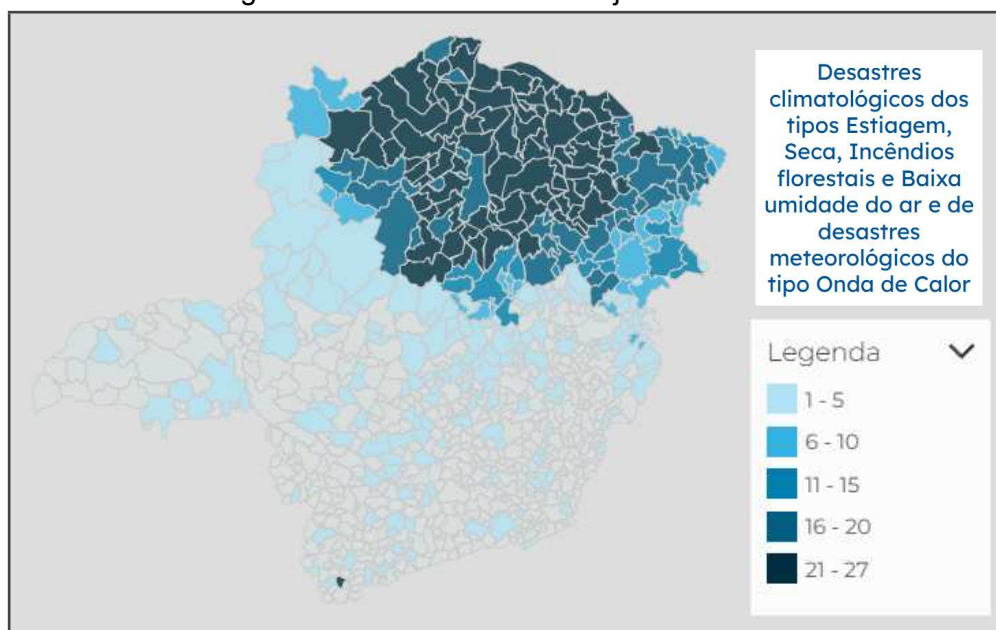 Desastres
climatológicos dos
tipos Estiagem,
Seca, Incêndios
florestais e Baixa
umidade do ar e de
desastres
meteorológicos do
tipo Onda de Calor
Legenda
1 - 5
6 - 10
11 - 15
16 - 20
21 - 27